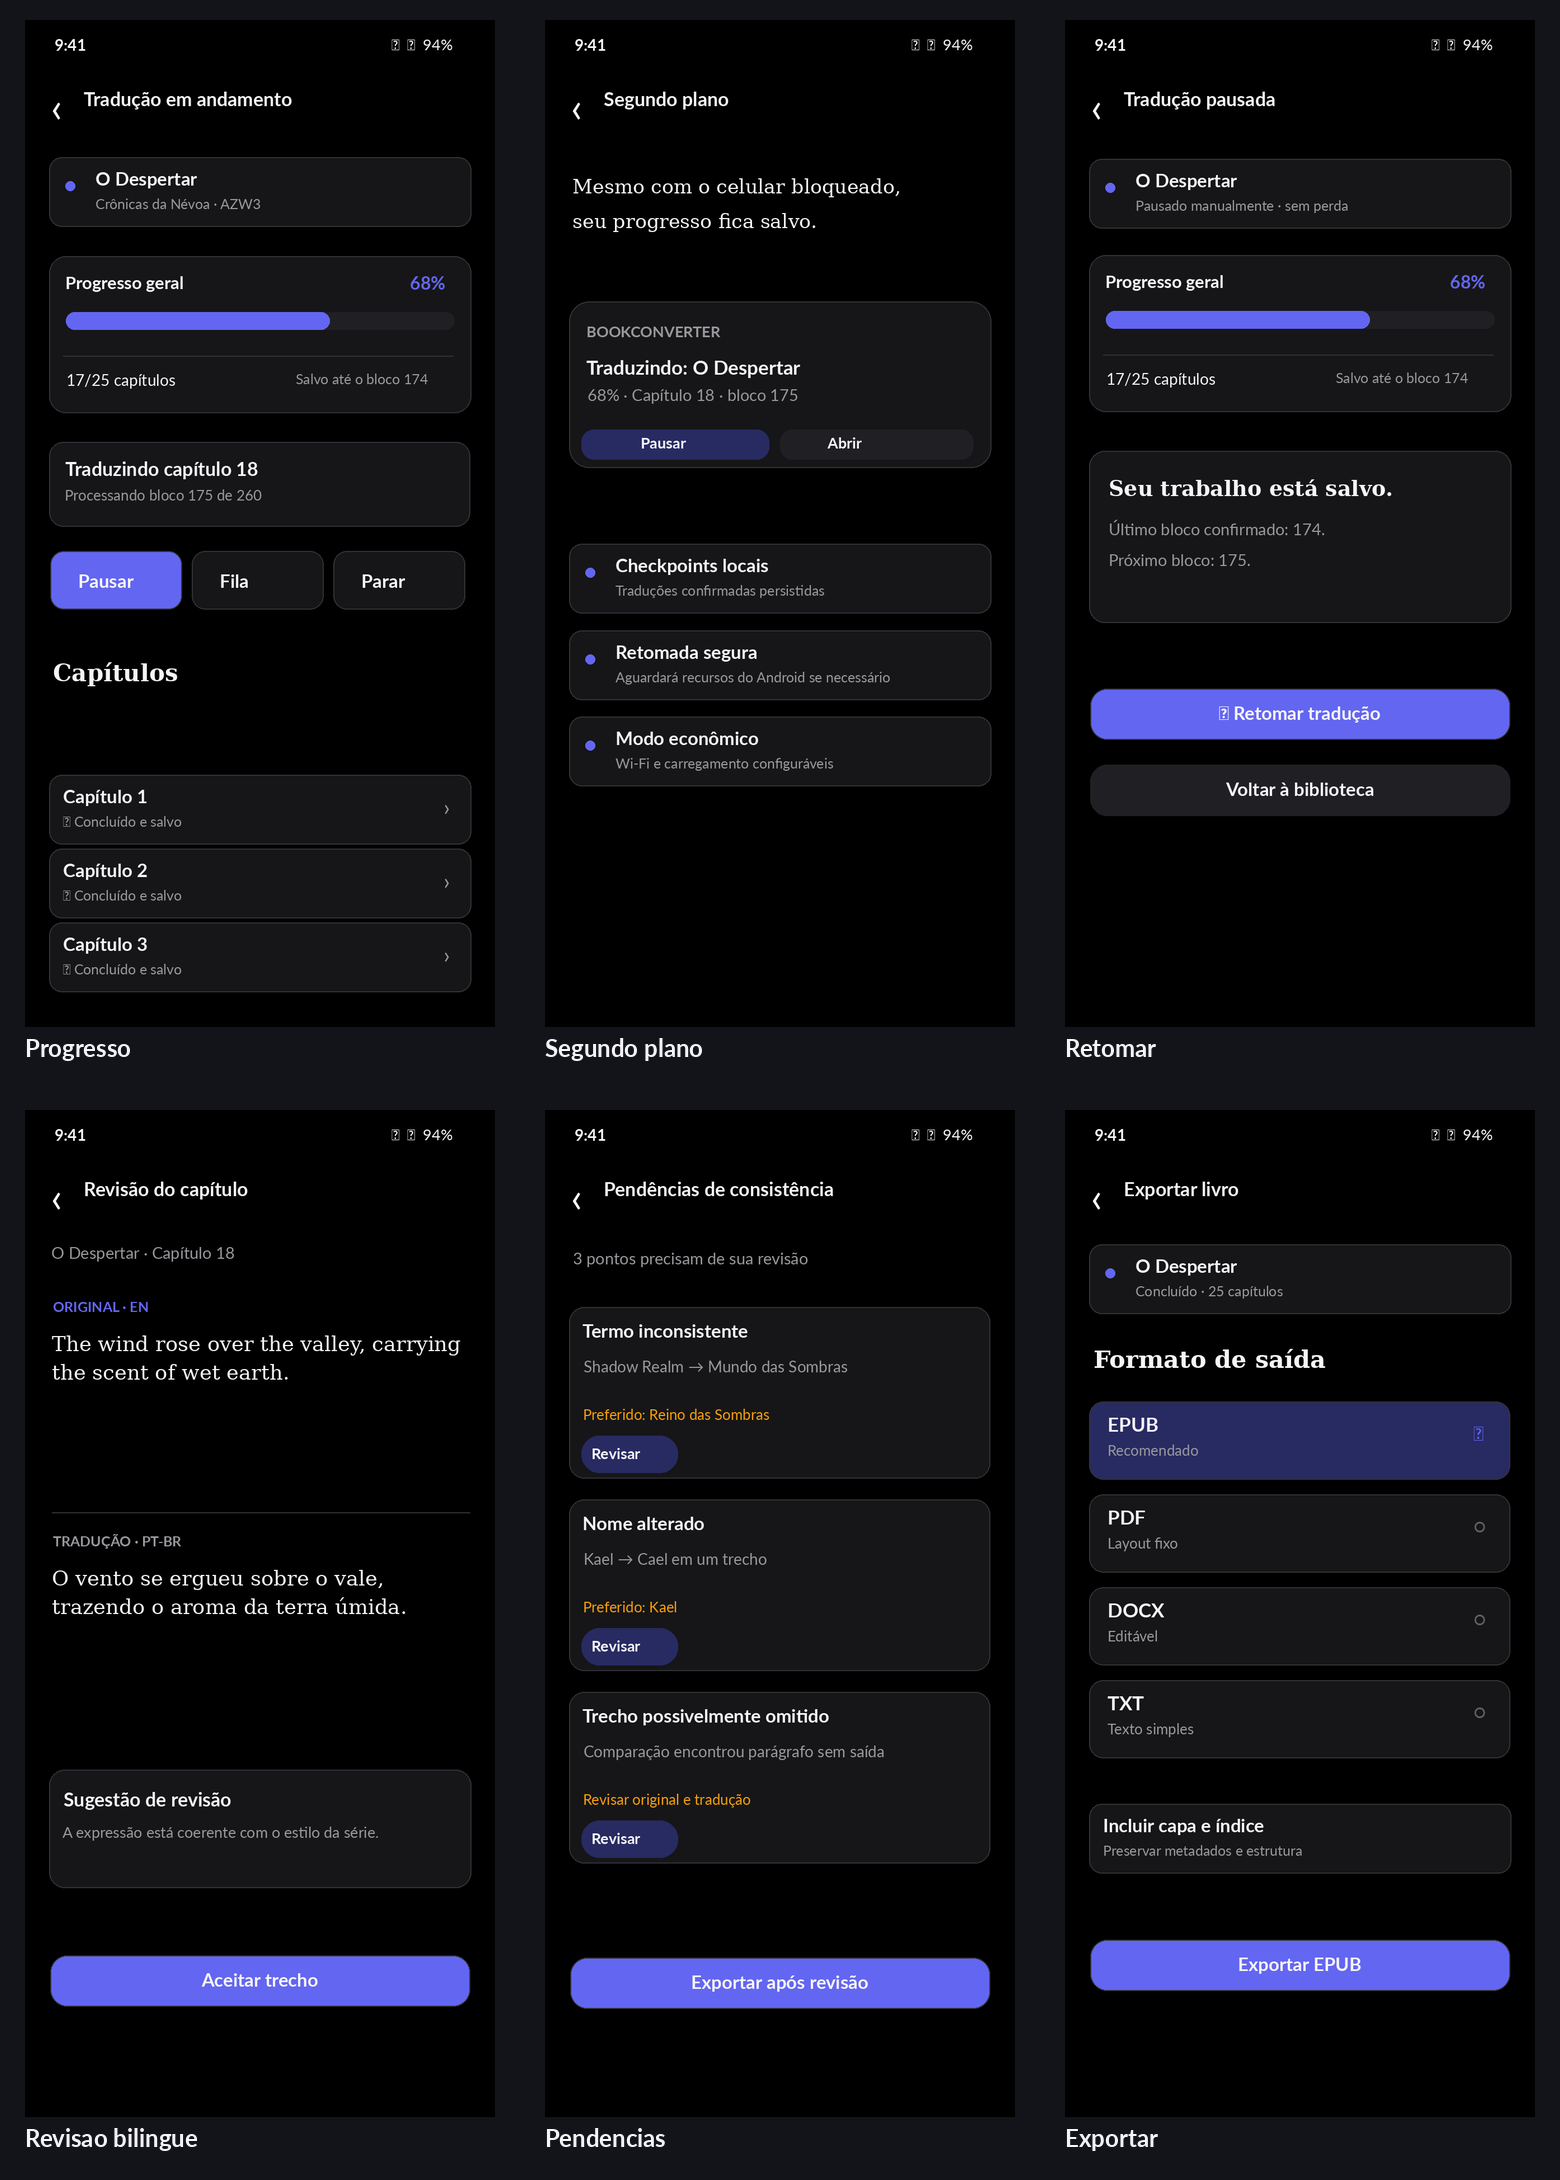 9:41
94%
Tradução em andamento
O Despertar
Crônicas da Névoa · AZW3
Progresso geral
68%
17/25 capítulos
Salvo até o bloco 174
Traduzindo capítulo 18
Processando bloco 175 de 260
Pausar
Fila
Parar
Capítulos
Capítulo 1
Concluído e salvo
Capítulo 2
Concluído e salvo
Capítulo 3
Concluído e salvo
Progresso
9:41
94%
Segundo plano
Mesmo com o celular bloqueado,
seu progresso fica salvo.
BOOKCONVERTER
Traduzindo: O Despertar
68% · Capítulo 18 · bloco 175
Pausar
Abrir
Checkpoints locais
Traduções confirmadas persistidas
Retomada segura
Aguardará recursos do Android se necessário
Modo econômico
Wi-Fi e carregamento configuráveis
Segundo plano
9:41
94%
Tradução pausada
O Despertar
Pausado manualmente · sem perda
Progresso geral
68%
17/25 capítulos
Salvo até o bloco 174
Seu trabalho está salvo.
Último bloco confirmado: 174.
Próximo bloco: 175.
Retomar tradução
Voltar à biblioteca
Retomar
9:41
94%
Revisão do capítulo
O Despertar · Capítulo 18
ORIGINAL · EN
The wind rose over the valley, carrying
the scent of wet earth.
TRADUÇÃO · PT-BR
O vento se ergueu sobre o vale,
trazendo o aroma da terra úmida.
Sugestão de revisão
A expressão está coerente com o estilo da série.
Aceitar trecho
Revisao bilingue
9:41
94%
Pendências de consistência
3 pontos precisam de sua revisão
Termo inconsistente
Shadow Realm → Mundo das Sombras
Preferido: Reino das Sombras
Revisar
Nome alterado
Kael → Cael em um trecho
Preferido: Kael
Revisar
Trecho possivelmente omitido
Comparação encontrou parágrafo sem saída
Revisar original e tradução
Revisar
Exportar após revisão
Pendencias
9:41
94%
Exportar livro
O Despertar
Concluído · 25 capítulos
Formato de saída
EPUB
Recomendado
PDF
Layout fixo
DOCX
Editável
TXT
Texto simples
Incluir capa e índice
Preservar metadados e estrutura
Exportar EPUB
Exportar